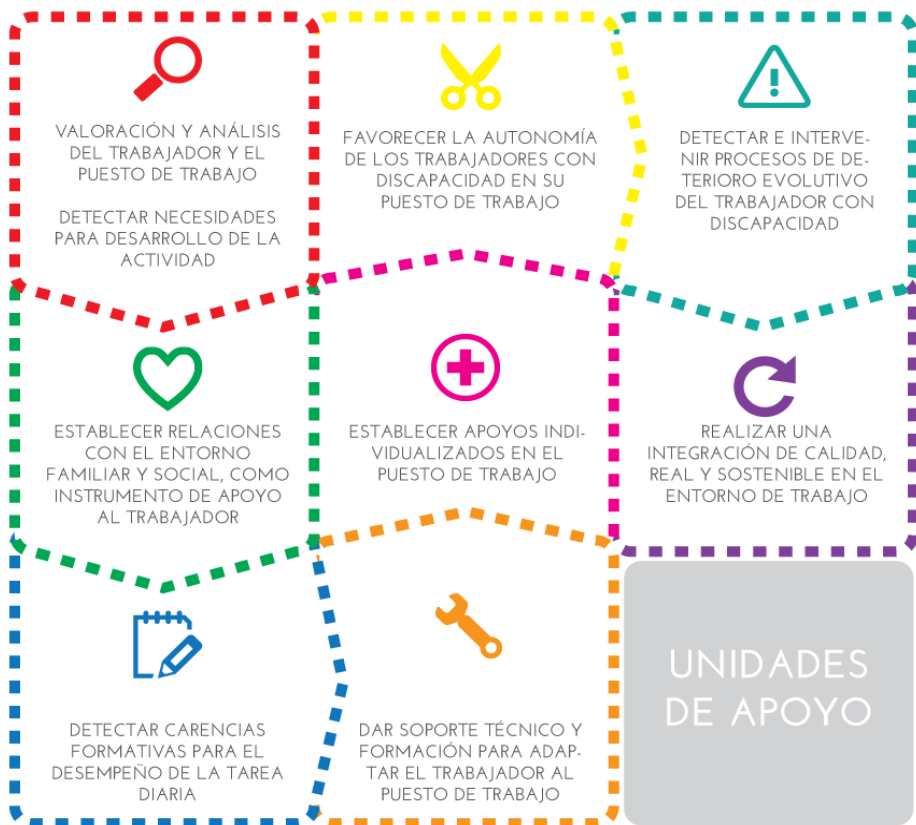 VALORACIÓN Y ANÁLISIS
DEL TRABAJADOR Y EL
PUESTO DE TRABAJO
DETECTAR NECESIDADES
PARA DESARROLLO DE LA
ACTIVIDAD
FAVORECER LA AUTONOMÍA
DE LOS TRABAJADORES CON
DISCAPACIDAD EN SU
PUESTO DE TRABAJO
DETECTAR E INTERVE-
NIR PROCESOS DE DE-
TERIORO EVOLUTIVO
DEL TRABAJADOR CON
DISCAPACIDAD
ESTABLECER RELACIONES
CON EL ENTORNO
FAMILIAR Y SOCIAL, COMO
INSTRUMENTO DE APOYO
AL TRABAJADOR
ESTABLECER APOYOS INDI-
VIDUALIZADOS EN EL
PUESTO DE TRABAJO
REALIZAR UNA
INTEGRACIÓN DE CALIDAD,
REAL Y SOSTENIBLE EN EL
ENTORNO DE TRABAJO
DETECTAR CARENCIAS
FORMATIVAS PARA EL
DESEMPEÑO DE LA TAREA
DIARIA
DAR SOPORTE TÉCNICO Y
FORMACIÓN PARA ADAP-
TAR EL TRABAJADOR AL
PUESTO DE TRABAJO
UNIDADES
DE APOYO